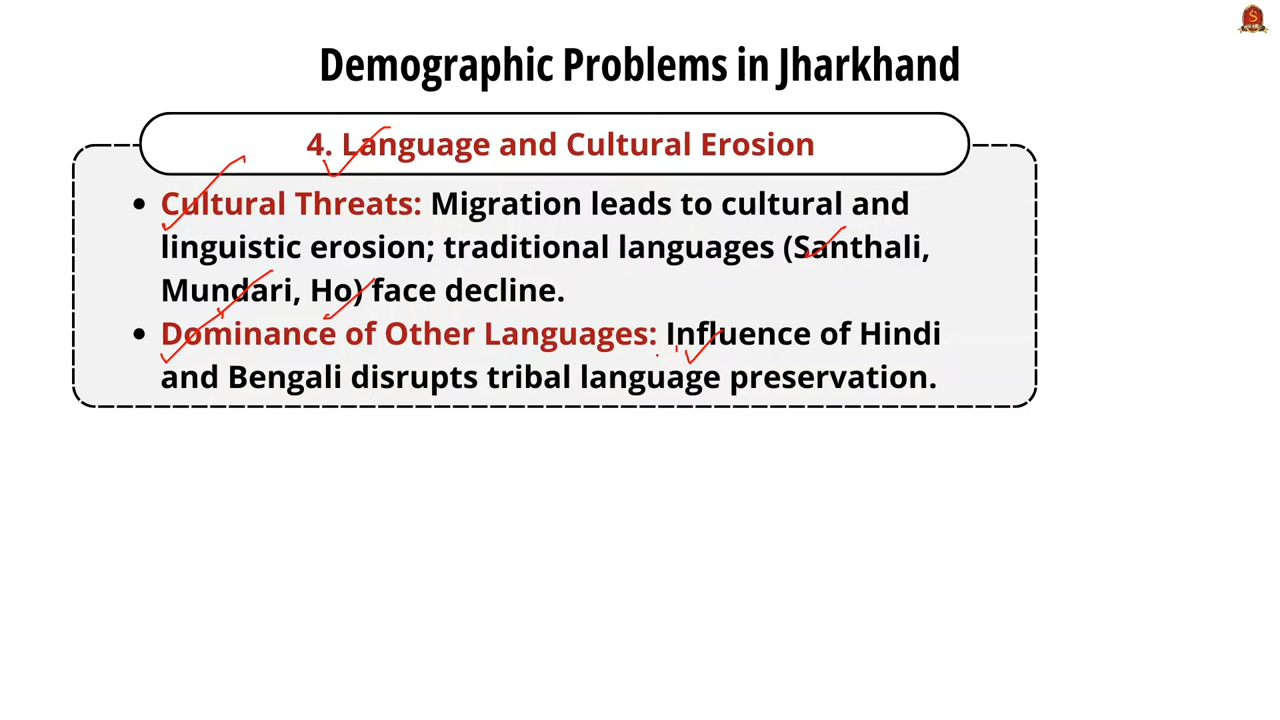 Demographic Problems in Jharkhand
4. Language and Cultural Erosion
• Cultural Threats: Migration leads to cultural and
linguistic erosion; traditional languages (Santhali,
Mundari, Ho) face decline.
• Dominance of Other Languages: Influence of Hindi
and Bengali disrupts tribal language preservation.
S